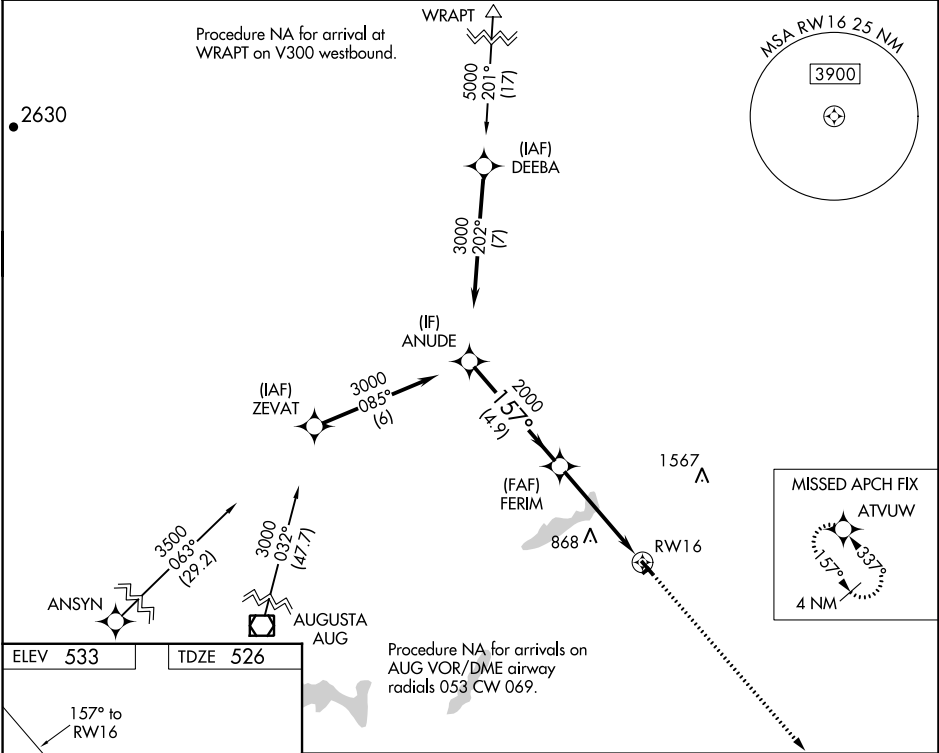 WRAPT
Procedure NA for arrival at
WRAPT on V300 westbound.
MSA RW16 25 NM
3900
5000
201°
(17)
2630
(IAF)
DEEBA
3000
202°
(7)
(IF)
ANUDE
(IAF)
ZEVAT
3000
085°
(6)
2000
157°
(4.9)
(FAF)
FERIM
1567
868
RW16
MISSED APCH FIX
ATVUW
157°
337°
4 NM
3500
063°
(29.2)
3000
032°
(47.7)
ANSYN
AUGUSTA
AUG
Procedure NA for arrivals on
AUG VOR/DME airway
radials 053 CW 069.
ELEV 533
TDZE 526
157° to
RW16